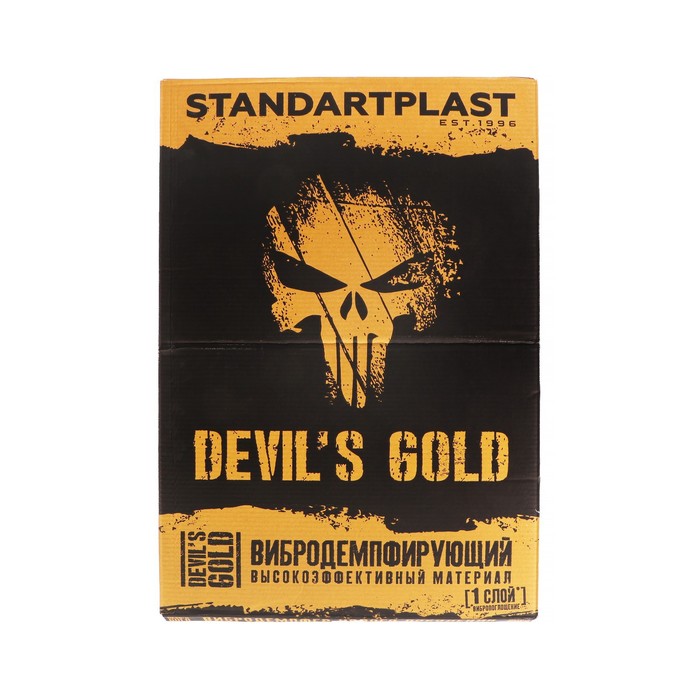 STANDARTPLAST
EST.1996
DEVIL'S GOLD
DEVIL'S
GOLD
ВИБРОДЕМПФИРУЮЩИЙ
ВЫСОКОЭФФЕКТИВНЫЙ МАТЕРИАЛ
[1 СЛОЙ*]
ВИБРОПОГЛОЩЕНИЕ